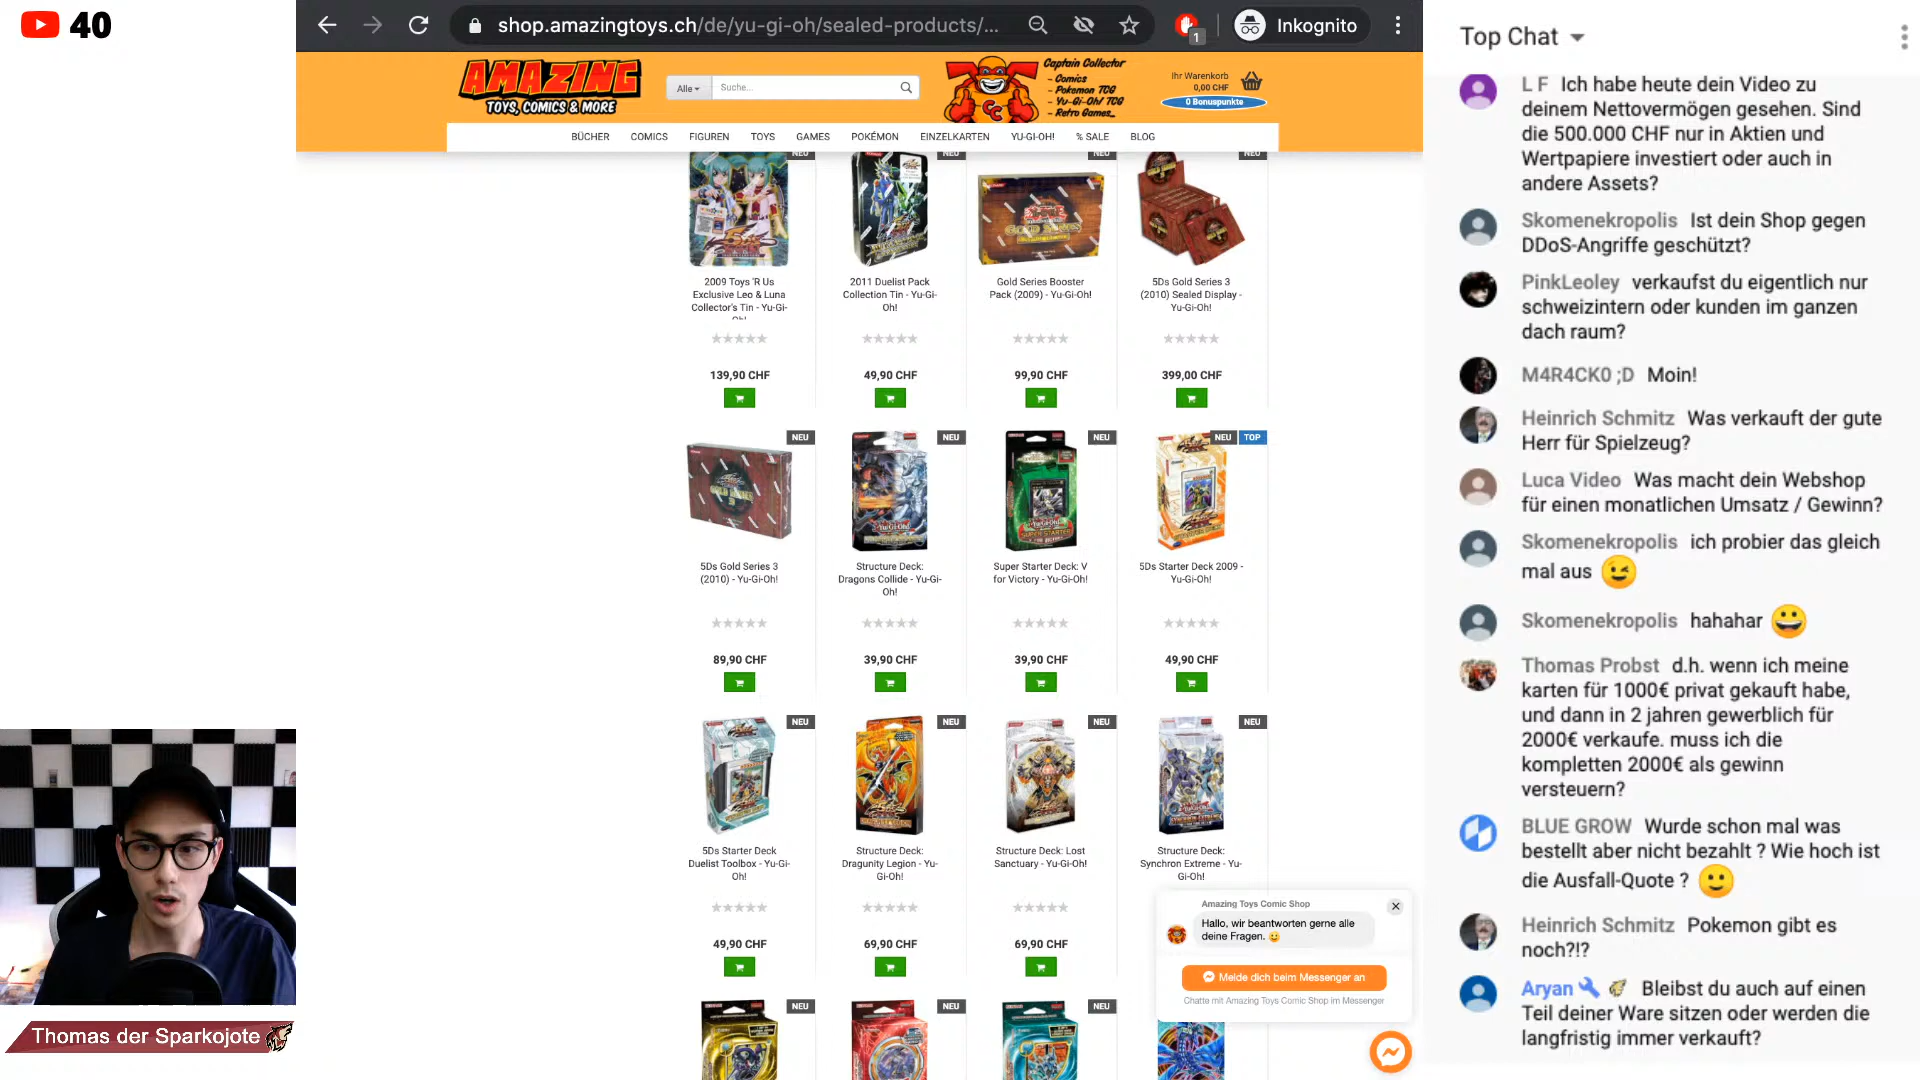 40
shop.amazingtoys.ch/de/yu-gi-oh/sealed-products/...
1
Inkognito
AMAZING
TOYS, COMICS & MORE
Alle
Suche...
Captain Collector
- Comics
- Pokemon TCG
- Yu-Gi-Oh! TCG
- Retro Games...
CC
Ihr Warenkorb
0,00 CHF
0 Bonuspunkte
BÜCHER COMICS FIGUREN TOYS GAMES POKÉMON EINZELKARTEN YU-GI-OH! % SALE BLOG
NEU NEU NEU NEU
2009 Toys 'R Us
Exclusive Leo & Luna
Collector's Tin - Yu-Gi-
Oh!
139,90 CHF
2011 Duelist Pack
Collection Tin - Yu-Gi-
Oh!
49,90 CHF
Gold Series Booster
Pack (2009) - Yu-Gi-Oh!
99,90 CHF
5Ds Gold Series 3
(2010) Sealed Display -
Yu-Gi-Oh!
399,00 CHF
NEU NEU NEU NEU TOP
5Ds Gold Series 3
(2010) - Yu-Gi-Oh!
89,90 CHF
Structure Deck:
Dragons Collide - Yu-Gi-
Oh!
39,90 CHF
Super Starter Deck: V
for Victory - Yu-Gi-Oh!
39,90 CHF
5Ds Starter Deck 2009 -
Yu-Gi-Oh!
49,90 CHF
NEU NEU NEU NEU
5Ds Starter Deck
Duelist Toolbox - Yu-Gi-
Oh!
49,90 CHF
Structure Deck:
Dragunity Legion - Yu-
Gi-Oh!
69,90 CHF
Structure Deck: Lost
Sanctuary - Yu-Gi-Oh!
69,90 CHF
Structure Deck:
Synchron Extreme - Yu-
Gi-Oh!
NEU NEU NEU
Amazing Toys Comic Shop
Hallo, wir beantworten gerne alle
deine Fragen.
Melde dich beim Messenger an
Chatte mit Amazing Toys Comic Shop im Messenger
Thomas der Sparkojote
Top Chat
L F Ich habe heute dein Video zu
deinem Nettovermögen gesehen. Sind
die 500.000 CHF nur in Aktien und
Wertpapiere investiert oder auch in
andere Assets?
Skomenekropolis Ist dein Shop gegen
DDoS-Angriffe geschützt?
PinkLeoley verkaufst du eigentlich nur
schweizintern oder kunden im ganzen
dach raum?
M4R4CK0 ;D Moin!
Heinrich Schmitz Was verkauft der gute
Herr für Spielzeug?
Luca Video Was macht dein Webshop
für einen monatlichen Umsatz / Gewinn?
Skomenekropolis ich probier das gleich
mal aus
Skomenekropolis hahahar
Thomas Probst d.h. wenn ich meine
karten für 1000€ privat gekauft habe,
und dann in 2 jahren gewerblich für
2000€ verkaufe. muss ich die
kompletten 2000€ als gewinn
versteuern?
BLUE GROW Wurde schon mal was
bestellt aber nicht bezahlt ? Wie hoch ist
die Ausfall-Quote ?
Heinrich Schmitz Pokemon gibt es
noch?!?
Aryan Bleibst du auch auf einen
Teil deiner Ware sitzen oder werden die
langfristig immer verkauft?